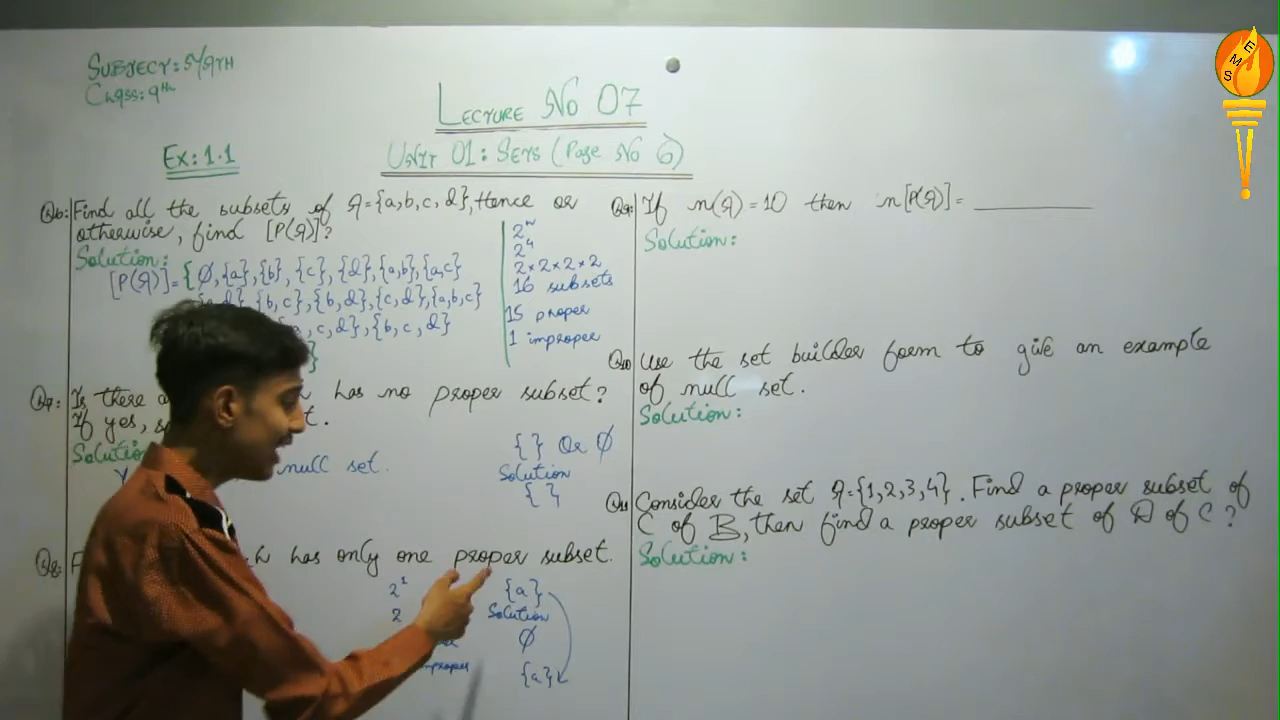 SUBJECT: MATH
CLASS: 9TH
LECTURE NO 07
UNIT 01: SETS (Page No 6)
EX: 1.1
Q6: Find all the subsets of A={a,b,c,d}, Hence or
otherwise, find [P(A)]?
Solution:
[P(A)]={∅,{a},{b},{c},{d},{a,b},{a,c}
{b,c},{b,d},{c,d},{a,b,c}
c,d},{b,c,d}
}
2ⁿ
2⁴
2×2×2×2
16 subsets
15 proper
1 improper
Q7: Is there has no proper subset?
If yes,
Solution
null set.
{ } Or ∅
Solution
{ }
Q8: has only one proper subset.
2¹
2
improper
{a}
Solution
∅
{a}
Q9: If n(A)=10 then n[P(A)]= __________
Solution:
Q10 Use the set builder form to give an example
of null set.
Solution:
Q11 Consider the set A={1,2,3,4}. Find a proper subset of
C of B, then find a proper subset of D of C?
Solution:
EMS